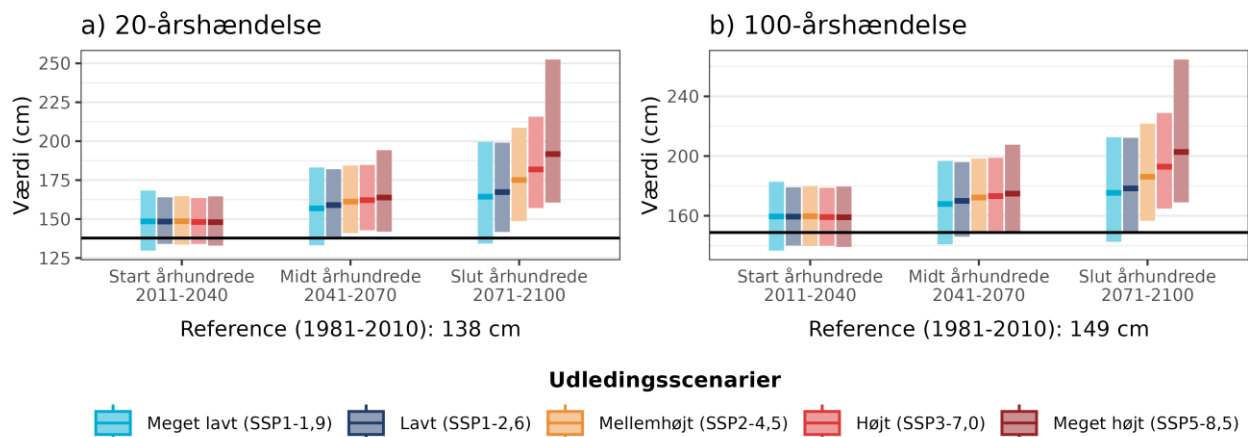 a) 20-årshændelse
Værdi (cm)
250
225
200
175
150
125
Start århundrede
2011-2040
Midt århundrede
2041-2070
Slut århundrede
2071-2100
Reference (1981-2010): 138 cm
b) 100-årshændelse
Værdi (cm)
240
200
160
Start århundrede
2011-2040
Midt århundrede
2041-2070
Slut århundrede
2071-2100
Reference (1981-2010): 149 cm
Udledingsscenarier
Meget lavt (SSP1-1,9)
Lavt (SSP1-2,6)
Mellemhøjt (SSP2-4,5)
Højt (SSP3-7,0)
Meget højt (SSP5-8,5)